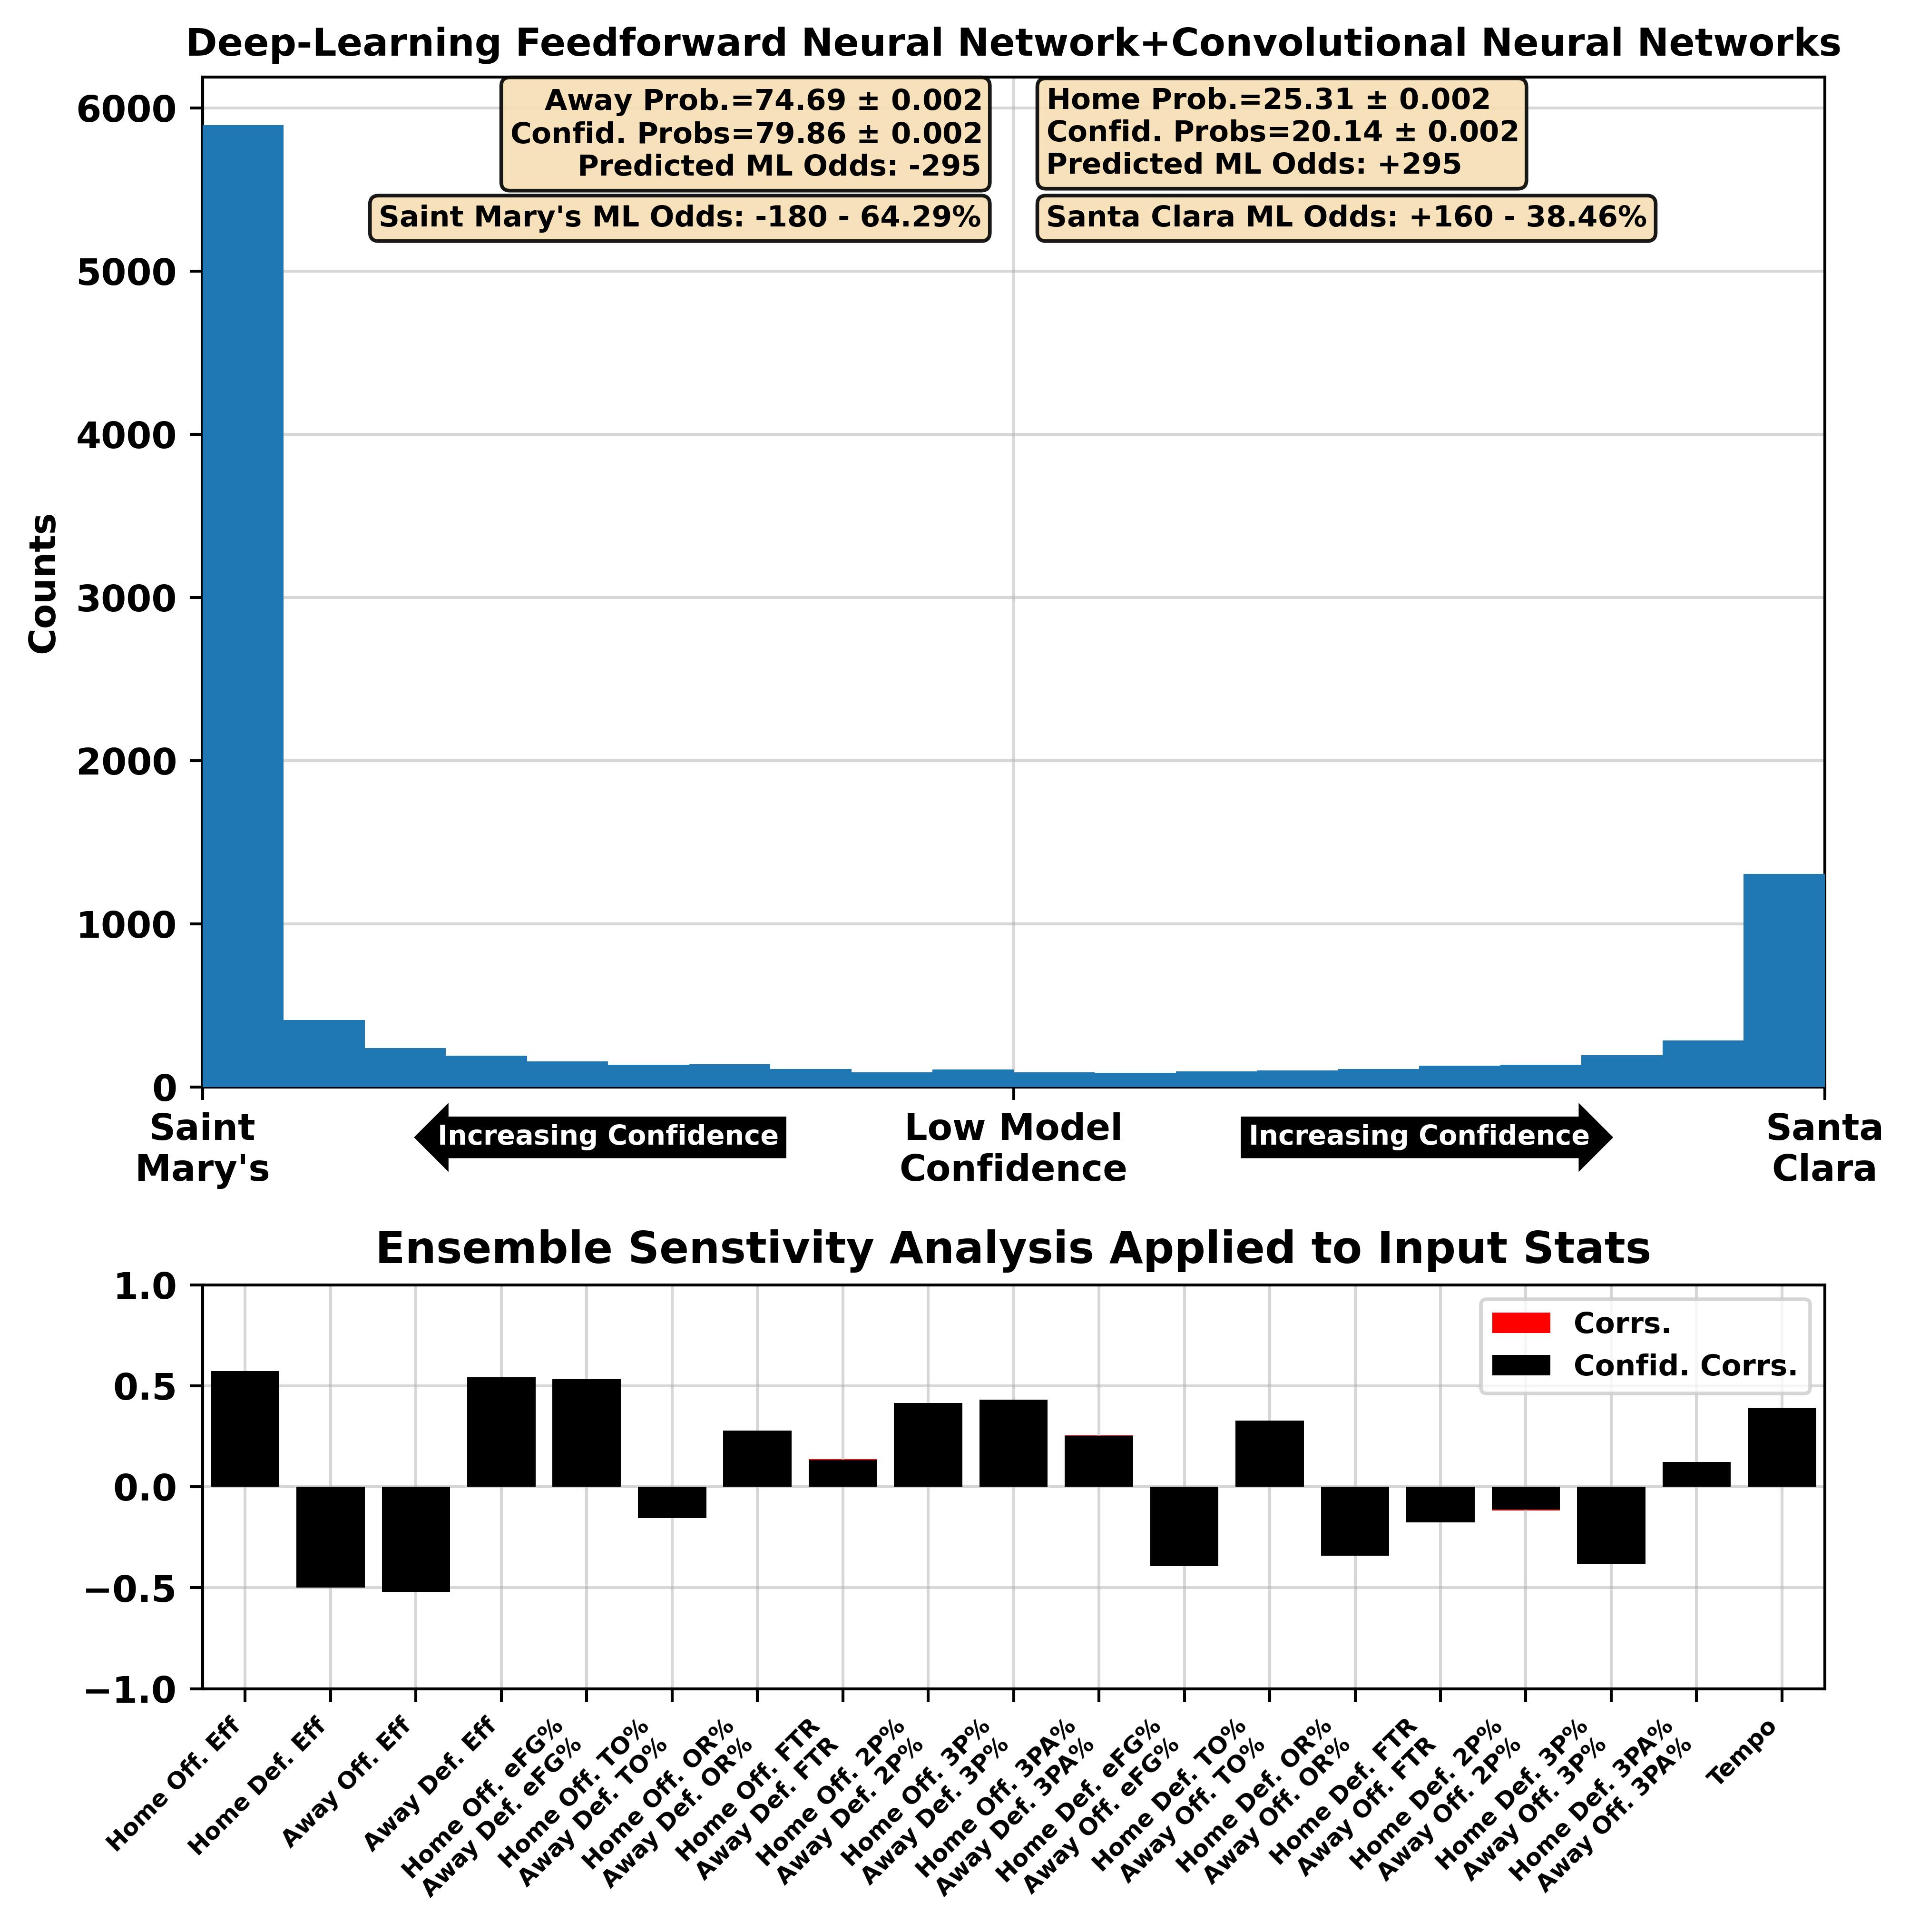 Deep-Learning Feedforward Neural Network+Convolutional Neural Networks
Away Prob.=74.69 ± 0.002
Confid. Probs=79.86 ± 0.002
Predicted ML Odds: -295
Saint Mary's ML Odds: -180 - 64.29%
Home Prob.=25.31 ± 0.002
Confid. Probs=20.14 ± 0.002
Predicted ML Odds: +295
Santa Clara ML Odds: +160 - 38.46%
Counts
6000
5000
4000
3000
2000
1000
0
Saint
Mary's
Increasing Confidence
Low Model
Confidence
Increasing Confidence
Santa
Clara
Ensemble Senstivity Analysis Applied to Input Stats
1.0
0.5
0.0
−0.5
−1.0
Corrs.
Confid. Corrs.
Home Off. Eff
Home Def. Eff
Away Off. Eff
Away Def. Eff
Home Off. eFG%
Away Def. eFG%
Home Off. TO%
Away Def. TO%
Home Off. OR%
Away Def. OR%
Home Off. FTR
Away Def. FTR
Home Off. 2P%
Away Def. 2P%
Home Off. 3P%
Away Def. 3P%
Home Off. 3PA%
Away Def. 3PA%
Home Def. eFG%
Away Off. eFG%
Home Def. TO%
Away Off. TO%
Home Def. OR%
Away Off. OR%
Home Def. FTR
Away Off. FTR
Home Def. 2P%
Away Off. 2P%
Home Def. 3P%
Away Off. 3P%
Home Def. 3PA%
Away Off. 3PA%
Tempo